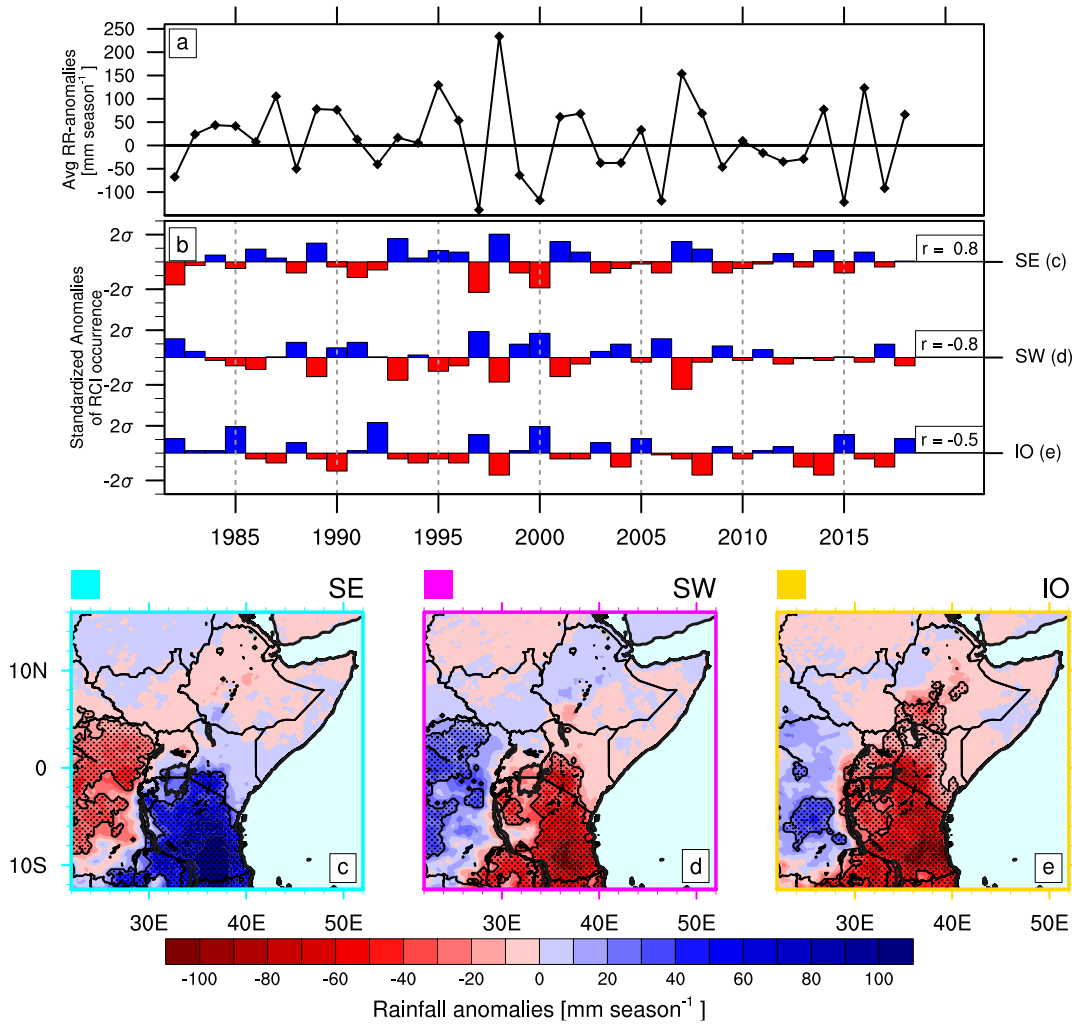 a
250
200
150
100
50
0
-50
-100
Avg RR-anomalies
[mm season⁻¹ ]
b
2σ
-2σ
2σ
-2σ
2σ
-2σ
Standardized Anomalies
of RCI occurrence
r = 0.8
SE (c)
r = -0.8
SW (d)
r = -0.5
IO (e)
1985 1990 1995 2000 2005 2010 2015
SE SW IO
10N
0
10S
c d e
30E 40E 50E 30E 40E 50E 30E 40E 50E
-100 -80 -60 -40 -20 0 20 40 60 80 100
Rainfall anomalies [mm season⁻¹ ]